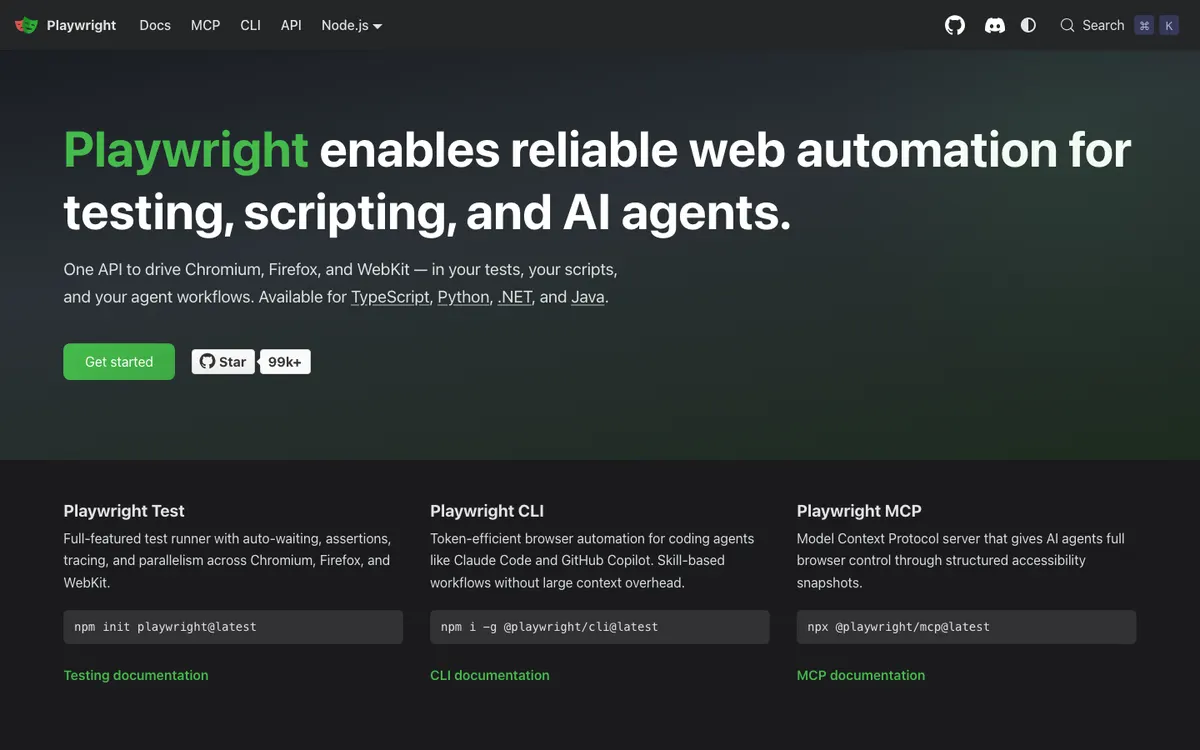 Playwright Docs MCP CLI API Node.js Search ⌘ K
Playwright enables reliable web automation for
testing, scripting, and AI agents.
One API to drive Chromium, Firefox, and WebKit — in your tests, your scripts,
and your agent workflows. Available for TypeScript, Python, .NET, and Java.
Get started Star 99k+
Playwright Test
Full-featured test runner with auto-waiting, assertions,
tracing, and parallelism across Chromium, Firefox, and
WebKit.
npm init playwright@latest
Testing documentation
Playwright CLI
Token-efficient browser automation for coding agents
like Claude Code and GitHub Copilot. Skill-based
workflows without large context overhead.
npm i -g @playwright/cli@latest
CLI documentation
Playwright MCP
Model Context Protocol server that gives AI agents full
browser control through structured accessibility
snapshots.
npx @playwright/mcp@latest
MCP documentation